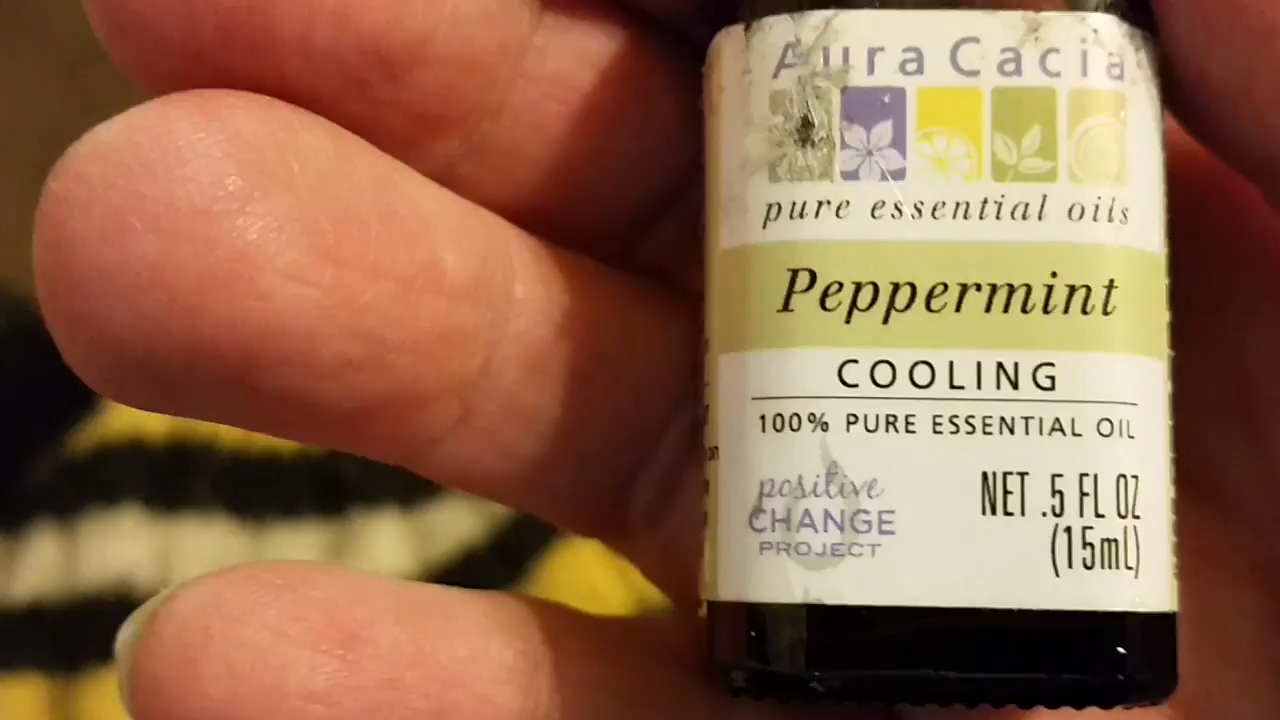 Aura Cacia
pure essential oils
Peppermint
COOLING
100% PURE ESSENTIAL OIL
positive
CHANGE
PROJECT
NET .5 FL OZ
(15mL)